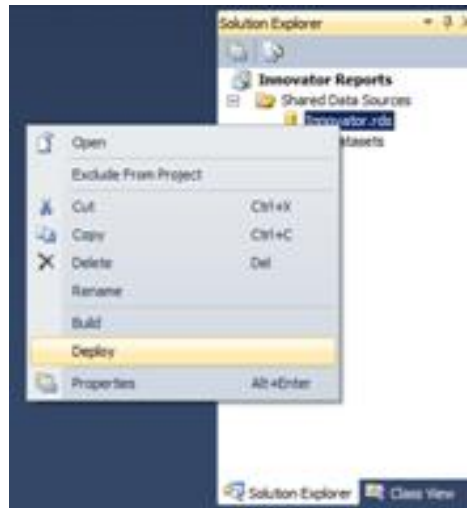 Solution Explorer
Innovator Reports
Shared Data Sources
Innovator.rds
atasets
Open
Exclude From Project
Cut Ctrl+X
Copy Ctrl+C
Delete Del
Rename
Build
Deploy
Properties Alt+Enter
Solution Explorer Class View